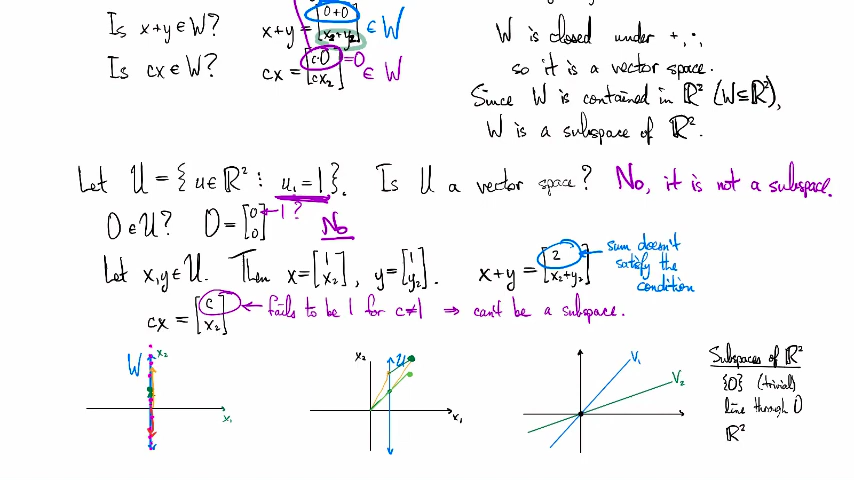 Is x+y ∈ W? x+y = [0+0 x₂+y₂] ∈ W
Is cx ∈ W? cx = [c·0 cx₂] =0 ∈ W
W is closed under +, ·,
so it is a vector space.
Since W is contained in ℝ² (W⊆ℝ²),
W is a subspace of ℝ².
Let U = {u∈ℝ² : u₁=1}. Is U a vector space? No, it is not a subspace.
0 ∈ U? 0 = [0 0] ← 1? No
Let x,y ∈ U. Then x = [1 x₂], y = [1 y₂]. x+y = [2 x₂+y₂] ← sum doesn't
satisfy the
condition
cx = [c x₂] ← fails to be 1 for c≠1 ⇒ can't be a subspace.
W x₂ x₁
x₂ U x₁
V₁ V₂
Subspaces of ℝ²
{0} (trivial)
line through 0
ℝ²